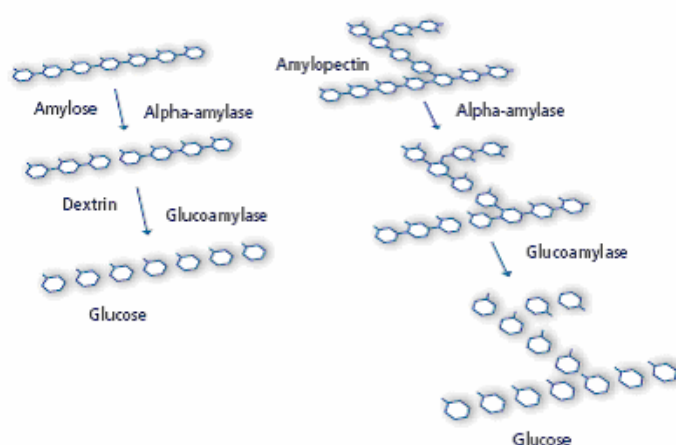 Amylose
Alpha-amylase
Dextrin
Glucoamylase
Glucose
Amylopectin
Alpha-amylase
Glucoamylase
Glucose